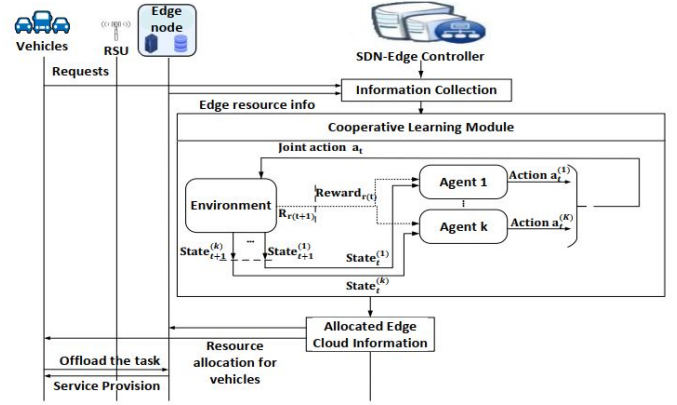 Edge
node
Vehicles
RSU
SDN-Edge Controller
Requests
Information Collection
Edge resource info
Cooperative Learning Module
Joint action a_t
Environment
Reward_r(t)
R_r(t+1)
Agent 1
Action a_t^(1)
Agent k
Action a_t^(K)
...
State_t+1^(k)
State_t+1^(1)
State_t^(1)
State_t^(k)
Allocated Edge
Cloud Information
Resource
allocation for
vehicles
Offload the task
Service Provision